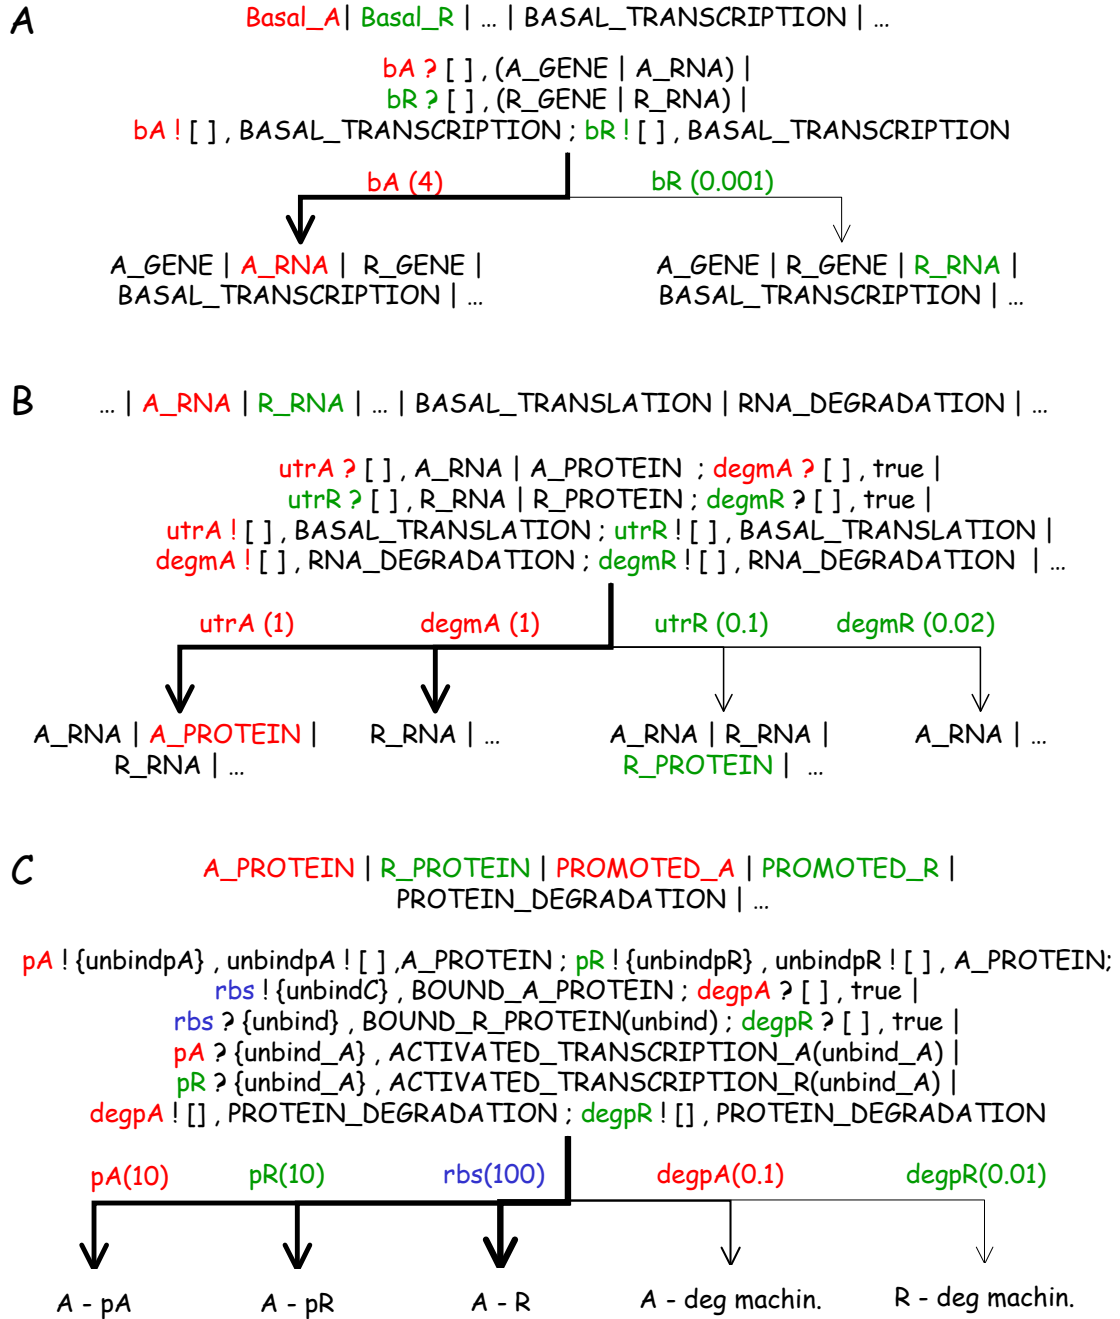 A
Basal_A| Basal_R | ... | BASAL_TRANSCRIPTION | ...
bA ? [ ] , (A_GENE | A_RNA) |
bR ? [ ] , (R_GENE | R_RNA) |
bA ! [ ] , BASAL_TRANSCRIPTION ; bR ! [ ] , BASAL_TRANSCRIPTION
bA (4) bR (0.001)
A_GENE | A_RNA | R_GENE | A_GENE | R_GENE | R_RNA |
BASAL_TRANSCRIPTION | ... BASAL_TRANSCRIPTION | ...
B
... | A_RNA | R_RNA | ... | BASAL_TRANSLATION | RNA_DEGRADATION | ...
utrA ? [ ] , A_RNA | A_PROTEIN ; degmA ? [ ] , true |
utrR ? [ ] , R_RNA | R_PROTEIN ; degmR ? [ ] , true |
utrA ! [ ] , BASAL_TRANSLATION ; utrR ! [ ] , BASAL_TRANSLATION |
degmA ! [ ] , RNA_DEGRADATION ; degmR ! [ ] , RNA_DEGRADATION | ...
utrA (1) degmA (1) utrR (0.1) degmR (0.02)
A_RNA | A_PROTEIN | R_RNA | ... A_RNA | R_RNA | A_RNA | ...
R_RNA | ... R_PROTEIN | ...
C
A_PROTEIN | R_PROTEIN | PROMOTED_A | PROMOTED_R |
PROTEIN_DEGRADATION | ...
pA ! {unbindpA} , unbindpA ! [ ] ,A_PROTEIN ; pR ! {unbindpR} , unbindpR ! [ ] , A_PROTEIN;
rbs ! {unbindC} , BOUND_A_PROTEIN ; degpA ? [ ] , true |
rbs ? {unbind} , BOUND_R_PROTEIN(unbind) ; degpR ? [ ] , true |
pA ? {unbind_A} , ACTIVATED_TRANSCRIPTION_A(unbind_A) |
pR ? {unbind_A} , ACTIVATED_TRANSCRIPTION_R(unbind_A) |
degpA ! [] , PROTEIN_DEGRADATION ; degpR ! [] , PROTEIN_DEGRADATION
pA(10) pR(10) rbs(100) degpA(0.1) degpR(0.01)
A - pA A - pR A - R A - deg machin. R - deg machin.